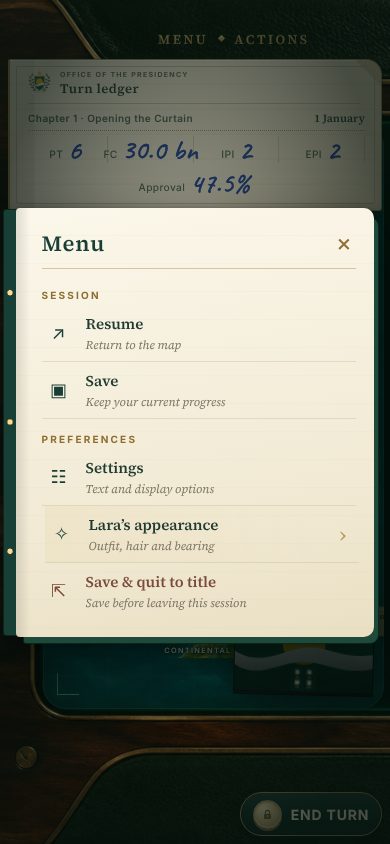 MENU ◆ ACTIONS
OFFICE OF THE PRESIDENCY
Turn ledger
Chapter 1 · Opening the Curtain 1 January
PT 6 FC 30.0 bn IPI 2 EPI 2
Approval 47.5%
Menu
SESSION
Resume
Return to the map
Save
Keep your current progress
PREFERENCES
Settings
Text and display options
Lara’s appearance
Outfit, hair and bearing
Save & quit to title
Save before leaving this session
CONTINENTAL
END TURN